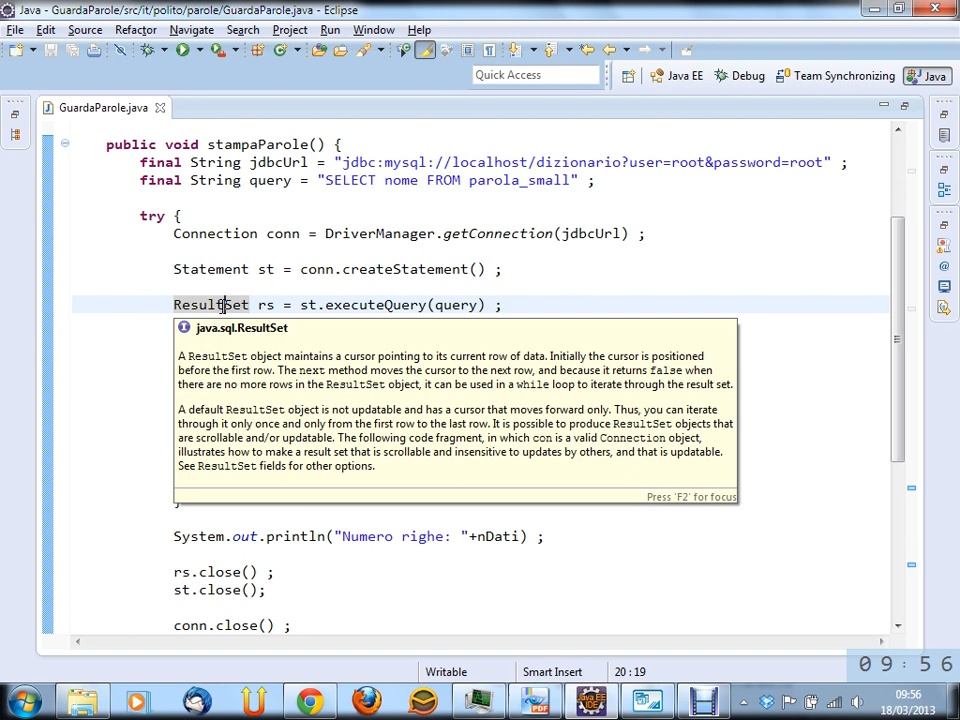 Java - GuardaParole/src/it/polito/parole/GuardaParole.java - Eclipse
File Edit Source Refactor Navigate Search Project Run Window Help
Quick Access
Java EE Debug Team Synchronizing Java
GuardaParole.java
public void stampaParole() {
final String jdbcUrl = "jdbc:mysql://localhost/dizionario?user=root&password=root" ;
final String query = "SELECT nome FROM parola_small" ;
try {
Connection conn = DriverManager.getConnection(jdbcUrl) ;
Statement st = conn.createStatement() ;
ResultSet rs = st.executeQuery(query) ;
java.sql.ResultSet
A ResultSet object maintains a cursor pointing to its current row of data. Initially the cursor is positioned
before the first row. The next method moves the cursor to the next row, and because it returns false when
there are no more rows in the ResultSet object, it can be used in a while loop to iterate through the result set.
A default ResultSet object is not updatable and has a cursor that moves forward only. Thus, you can iterate
through it only once and only from the first row to the last row. It is possible to produce ResultSet objects that
are scrollable and/or updatable. The following code fragment, in which con is a valid Connection object,
illustrates how to make a result set that is scrollable and insensitive to updates by others, and that is updatable.
See ResultSet fields for other options.
Press 'F2' for focus
}
System.out.println("Numero righe: "+nDati) ;
rs.close() ;
st.close();
conn.close() ;
09:56
Writable Smart Insert 20 : 19
PDF
Java EE
IDE
09:56
18/03/2013